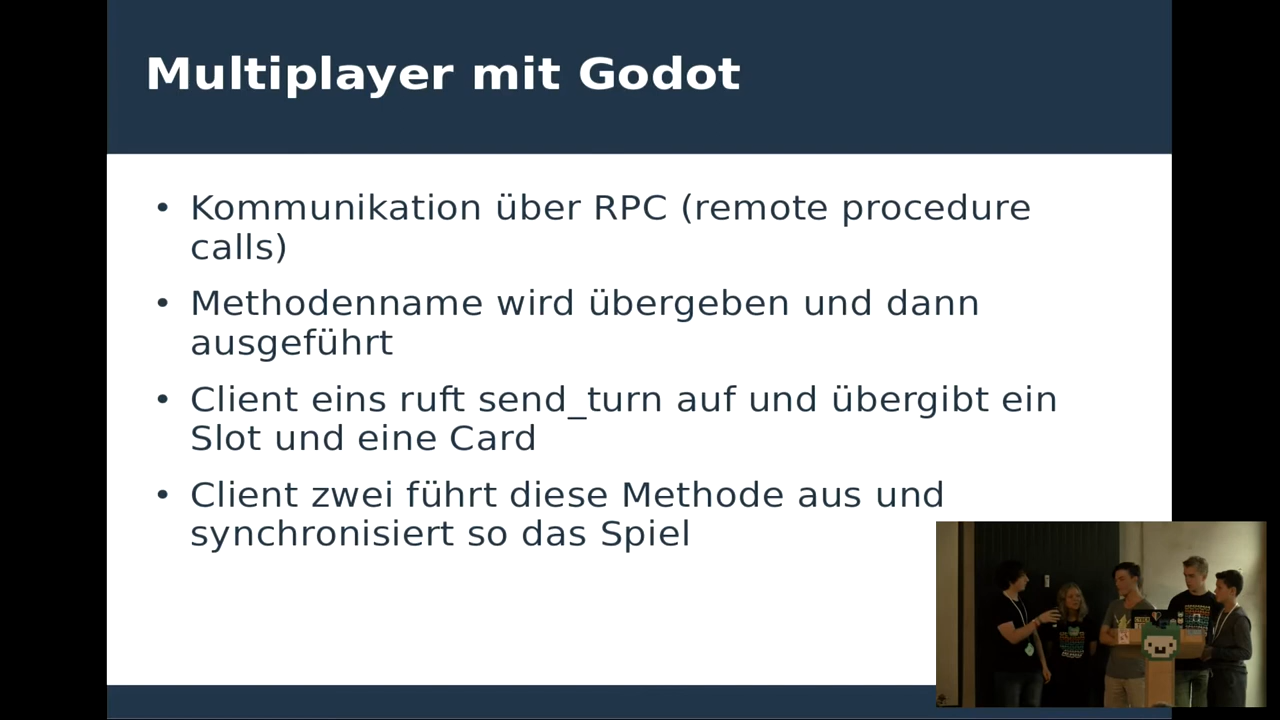 Multiplayer mit Godot
• Kommunikation über RPC (remote procedure
calls)
• Methodenname wird übergeben und dann
ausgeführt
• Client eins ruft send_turn auf und übergibt ein
Slot und eine Card
• Client zwei führt diese Methode aus und
synchronisiert so das Spiel